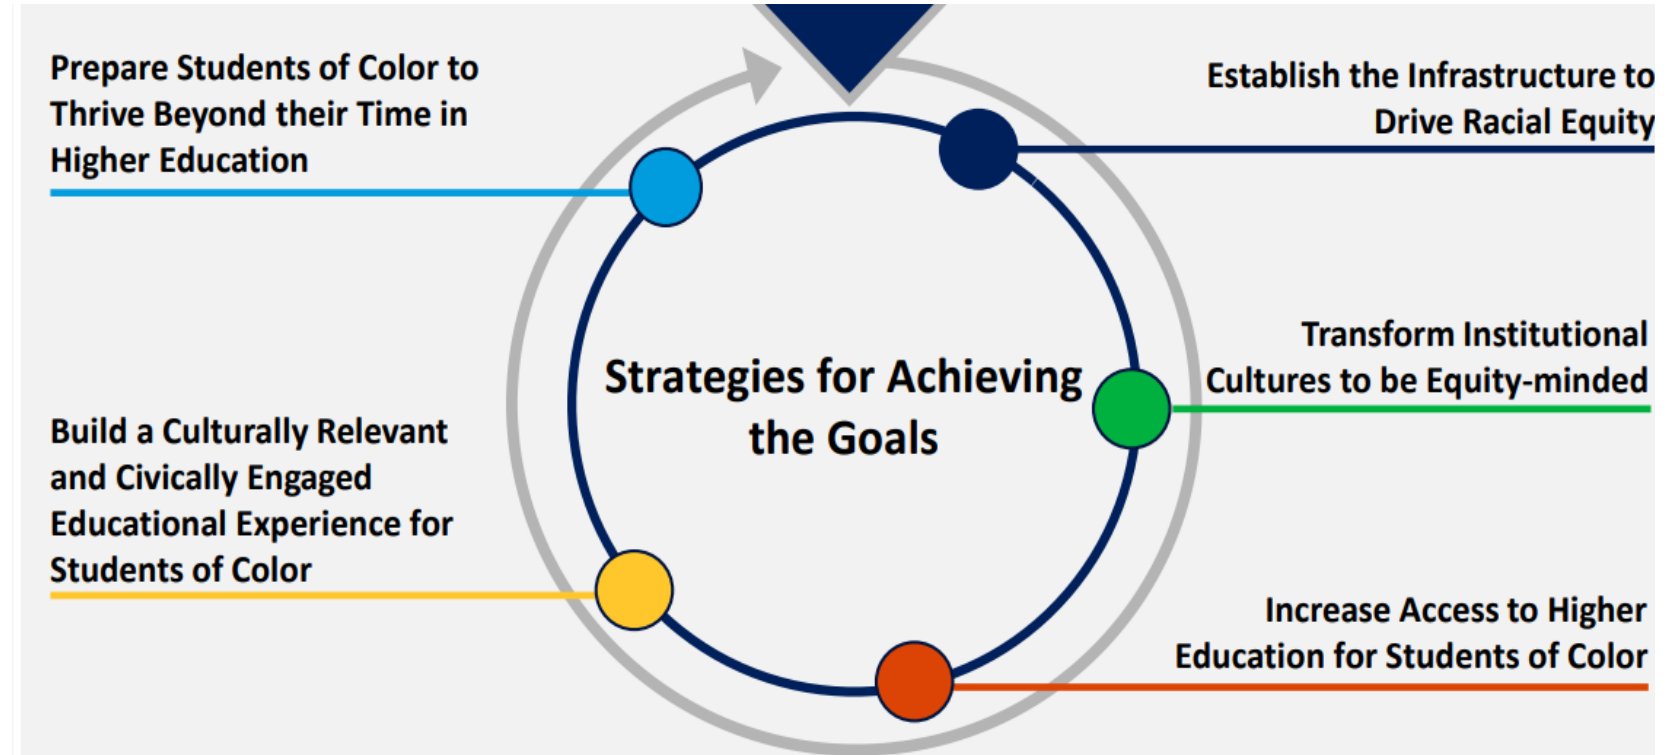 Prepare Students of Color to
Thrive Beyond their Time in
Higher Education
Establish the Infrastructure to
Drive Racial Equity
Strategies for Achieving
the Goals
Transform Institutional
Cultures to be Equity-minded
Build a Culturally Relevant
and Civically Engaged
Educational Experience for
Students of Color
Increase Access to Higher
Education for Students of Color